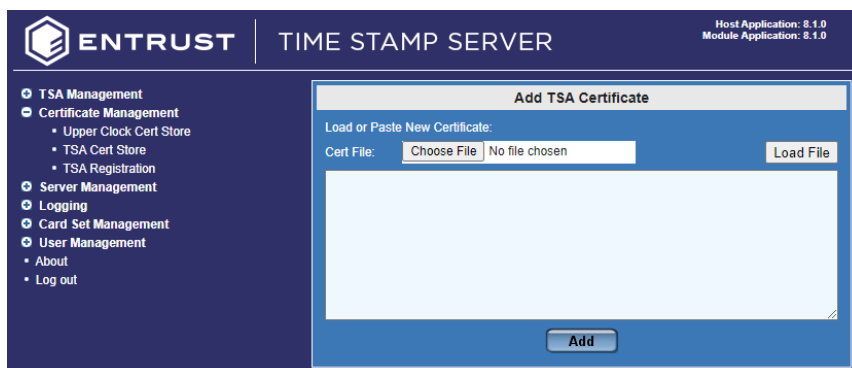 ENTRUST
TIME STAMP SERVER
Host Application: 8.1.0
Module Application: 8.1.0
TSA Management
Certificate Management
Upper Clock Cert Store
TSA Cert Store
TSA Registration
Server Management
Logging
Card Set Management
User Management
About
Log out
Add TSA Certificate
Load or Paste New Certificate:
Cert File: Choose File No file chosen Load File
Add